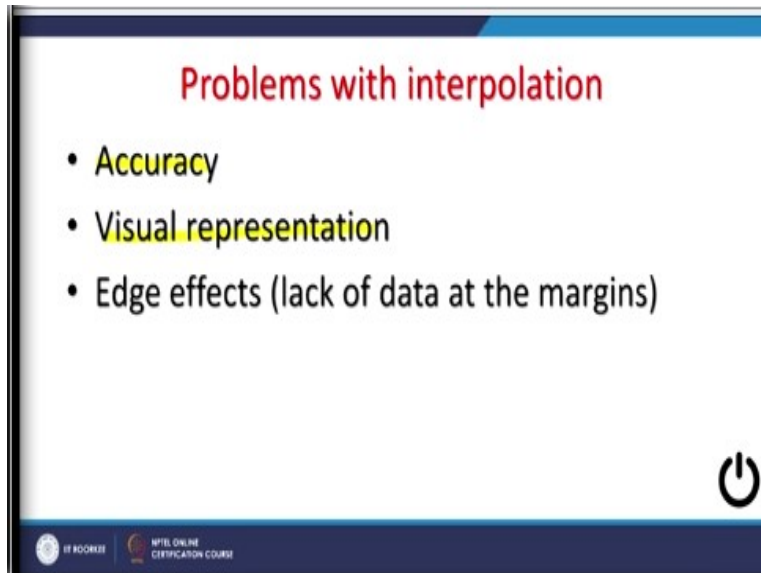 Problems with interpolation
• Accuracy
• Visual representation
• Edge effects (lack of data at the margins)
IIT ROORKEE
NPTEL ONLINE
CERTIFICATION COURSE